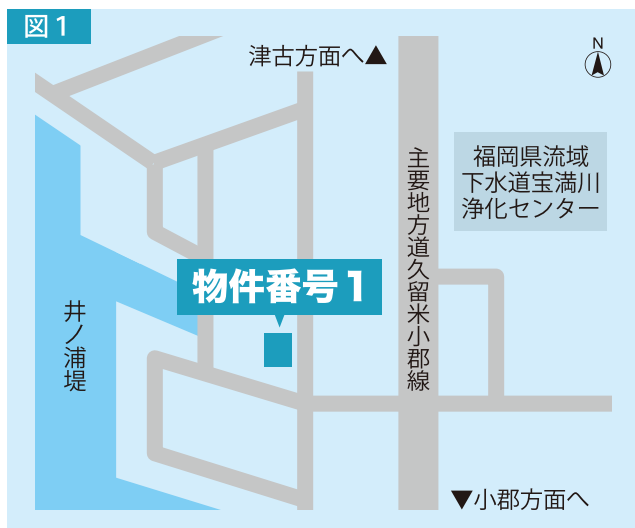 図1
津古方面へ▲
N
福岡県流域
下水道宝満川
浄化センター
主要地方道久留米小郡線
物件番号1
井ノ浦堤
▼小郡方面へ